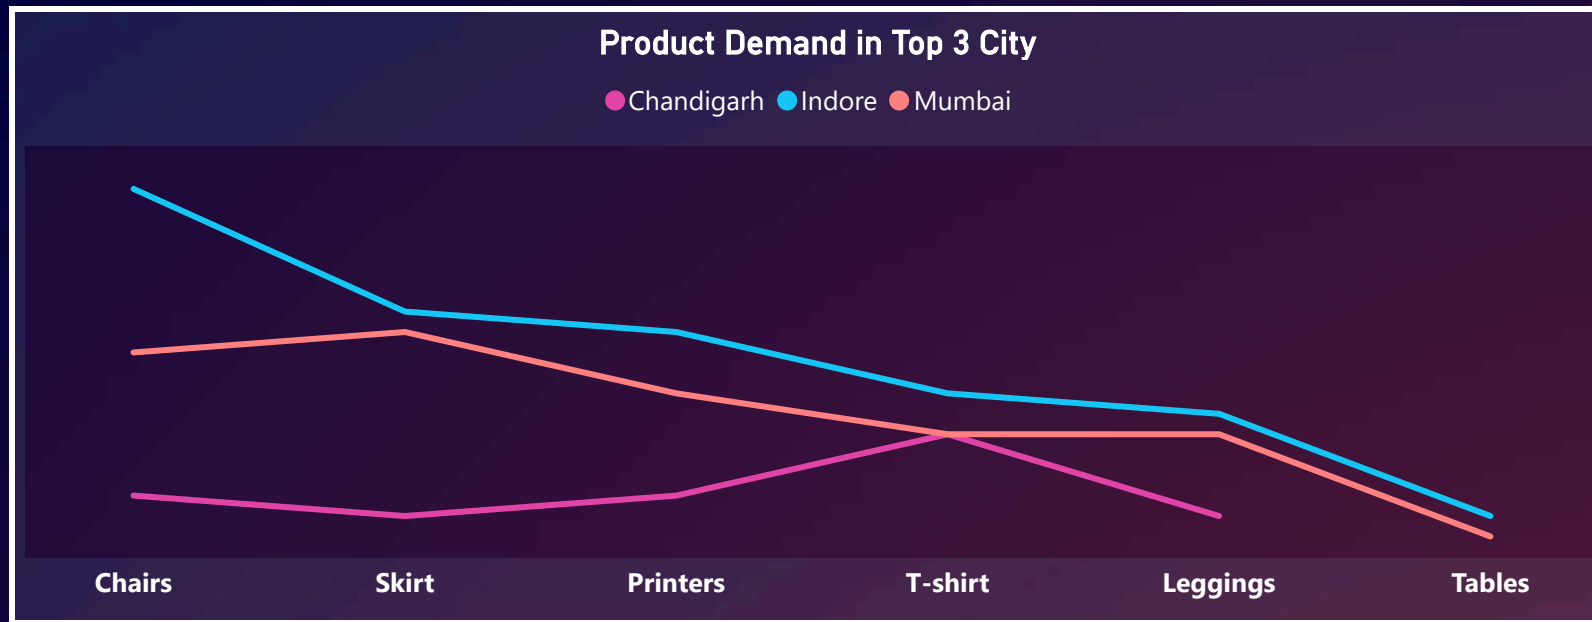 Product Demand in Top 3 City
Chandigarh Indore Mumbai
Chairs Skirt Printers T-shirt Leggings Tables